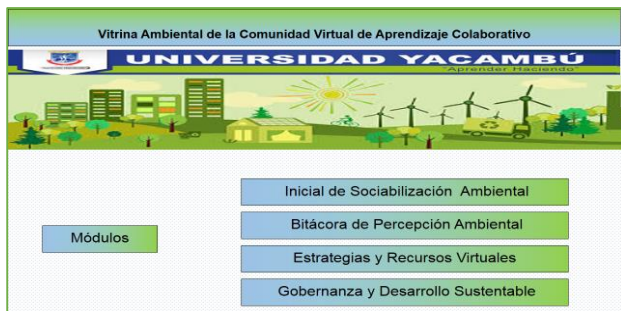 Vitrina Ambiental de la Comunidad Virtual de Aprendizaje Colaborativo
UNIVERSIDAD YACAMBÚ
"Aprender Haciendo"
Módulos
Inicial de Sociabilización Ambiental
Bitácora de Percepción Ambiental
Estrategias y Recursos Virtuales
Gobernanza y Desarrollo Sustentable